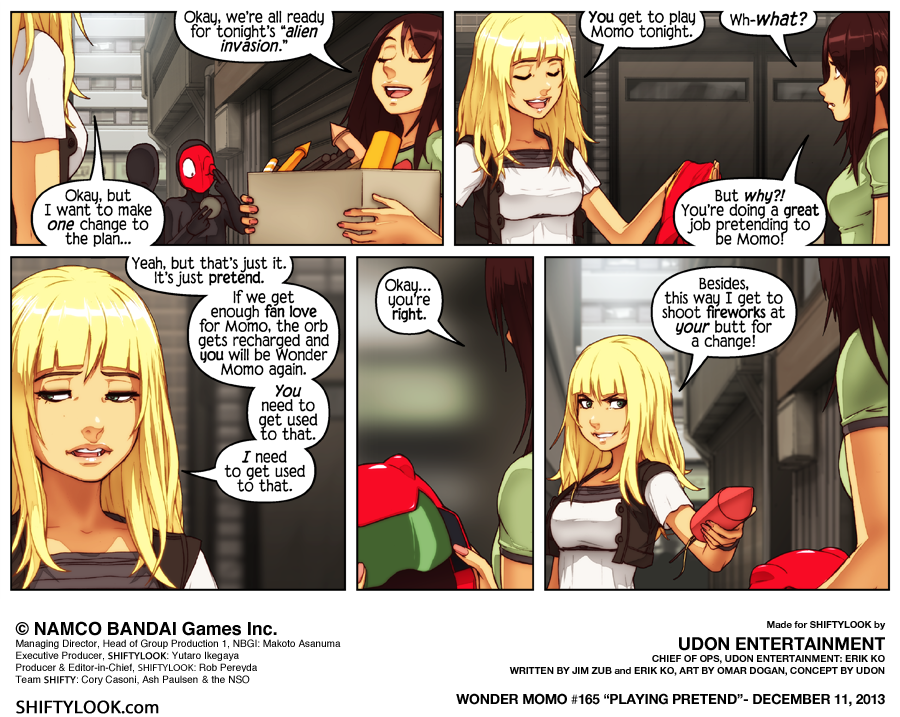 Okay, we're all ready
for tonight's "alien
invasion."
Okay, but
I want to make
one change to
the plan...
You get to play
Momo tonight.
Wh-what?
But why?!
You're doing a great
job pretending to
be Momo!
Yeah, but that's just it.
It's just pretend.
If we get
enough fan love
for Momo, the orb
gets recharged and
you will be Wonder
Momo again.
You
need to
get used
to that.
I need
to get used
to that.
Okay...
you're
right.
Besides,
this way I get to
shoot fireworks at
your butt for
a change!
© NAMCO BANDAI Games Inc.
Managing Director, Head of Group Production 1, NBGI: Makoto Asanuma
Executive Producer, SHIFTYLOOK: Yutaro Ikegaya
Producer & Editor-in-Chief, SHIFTYLOOK: Rob Pereyda
Team SHIFTY: Cory Casoni, Ash Paulsen & the NSO
SHIFTYLOOK.com
Made for SHIFTYLOOK by
UDON ENTERTAINMENT
CHIEF OF OPS, UDON ENTERTAINMENT: ERIK KO
WRITTEN BY JIM ZUB and ERIK KO, ART BY OMAR DOGAN, CONCEPT BY UDON
WONDER MOMO #165 "PLAYING PRETEND"- DECEMBER 11, 2013